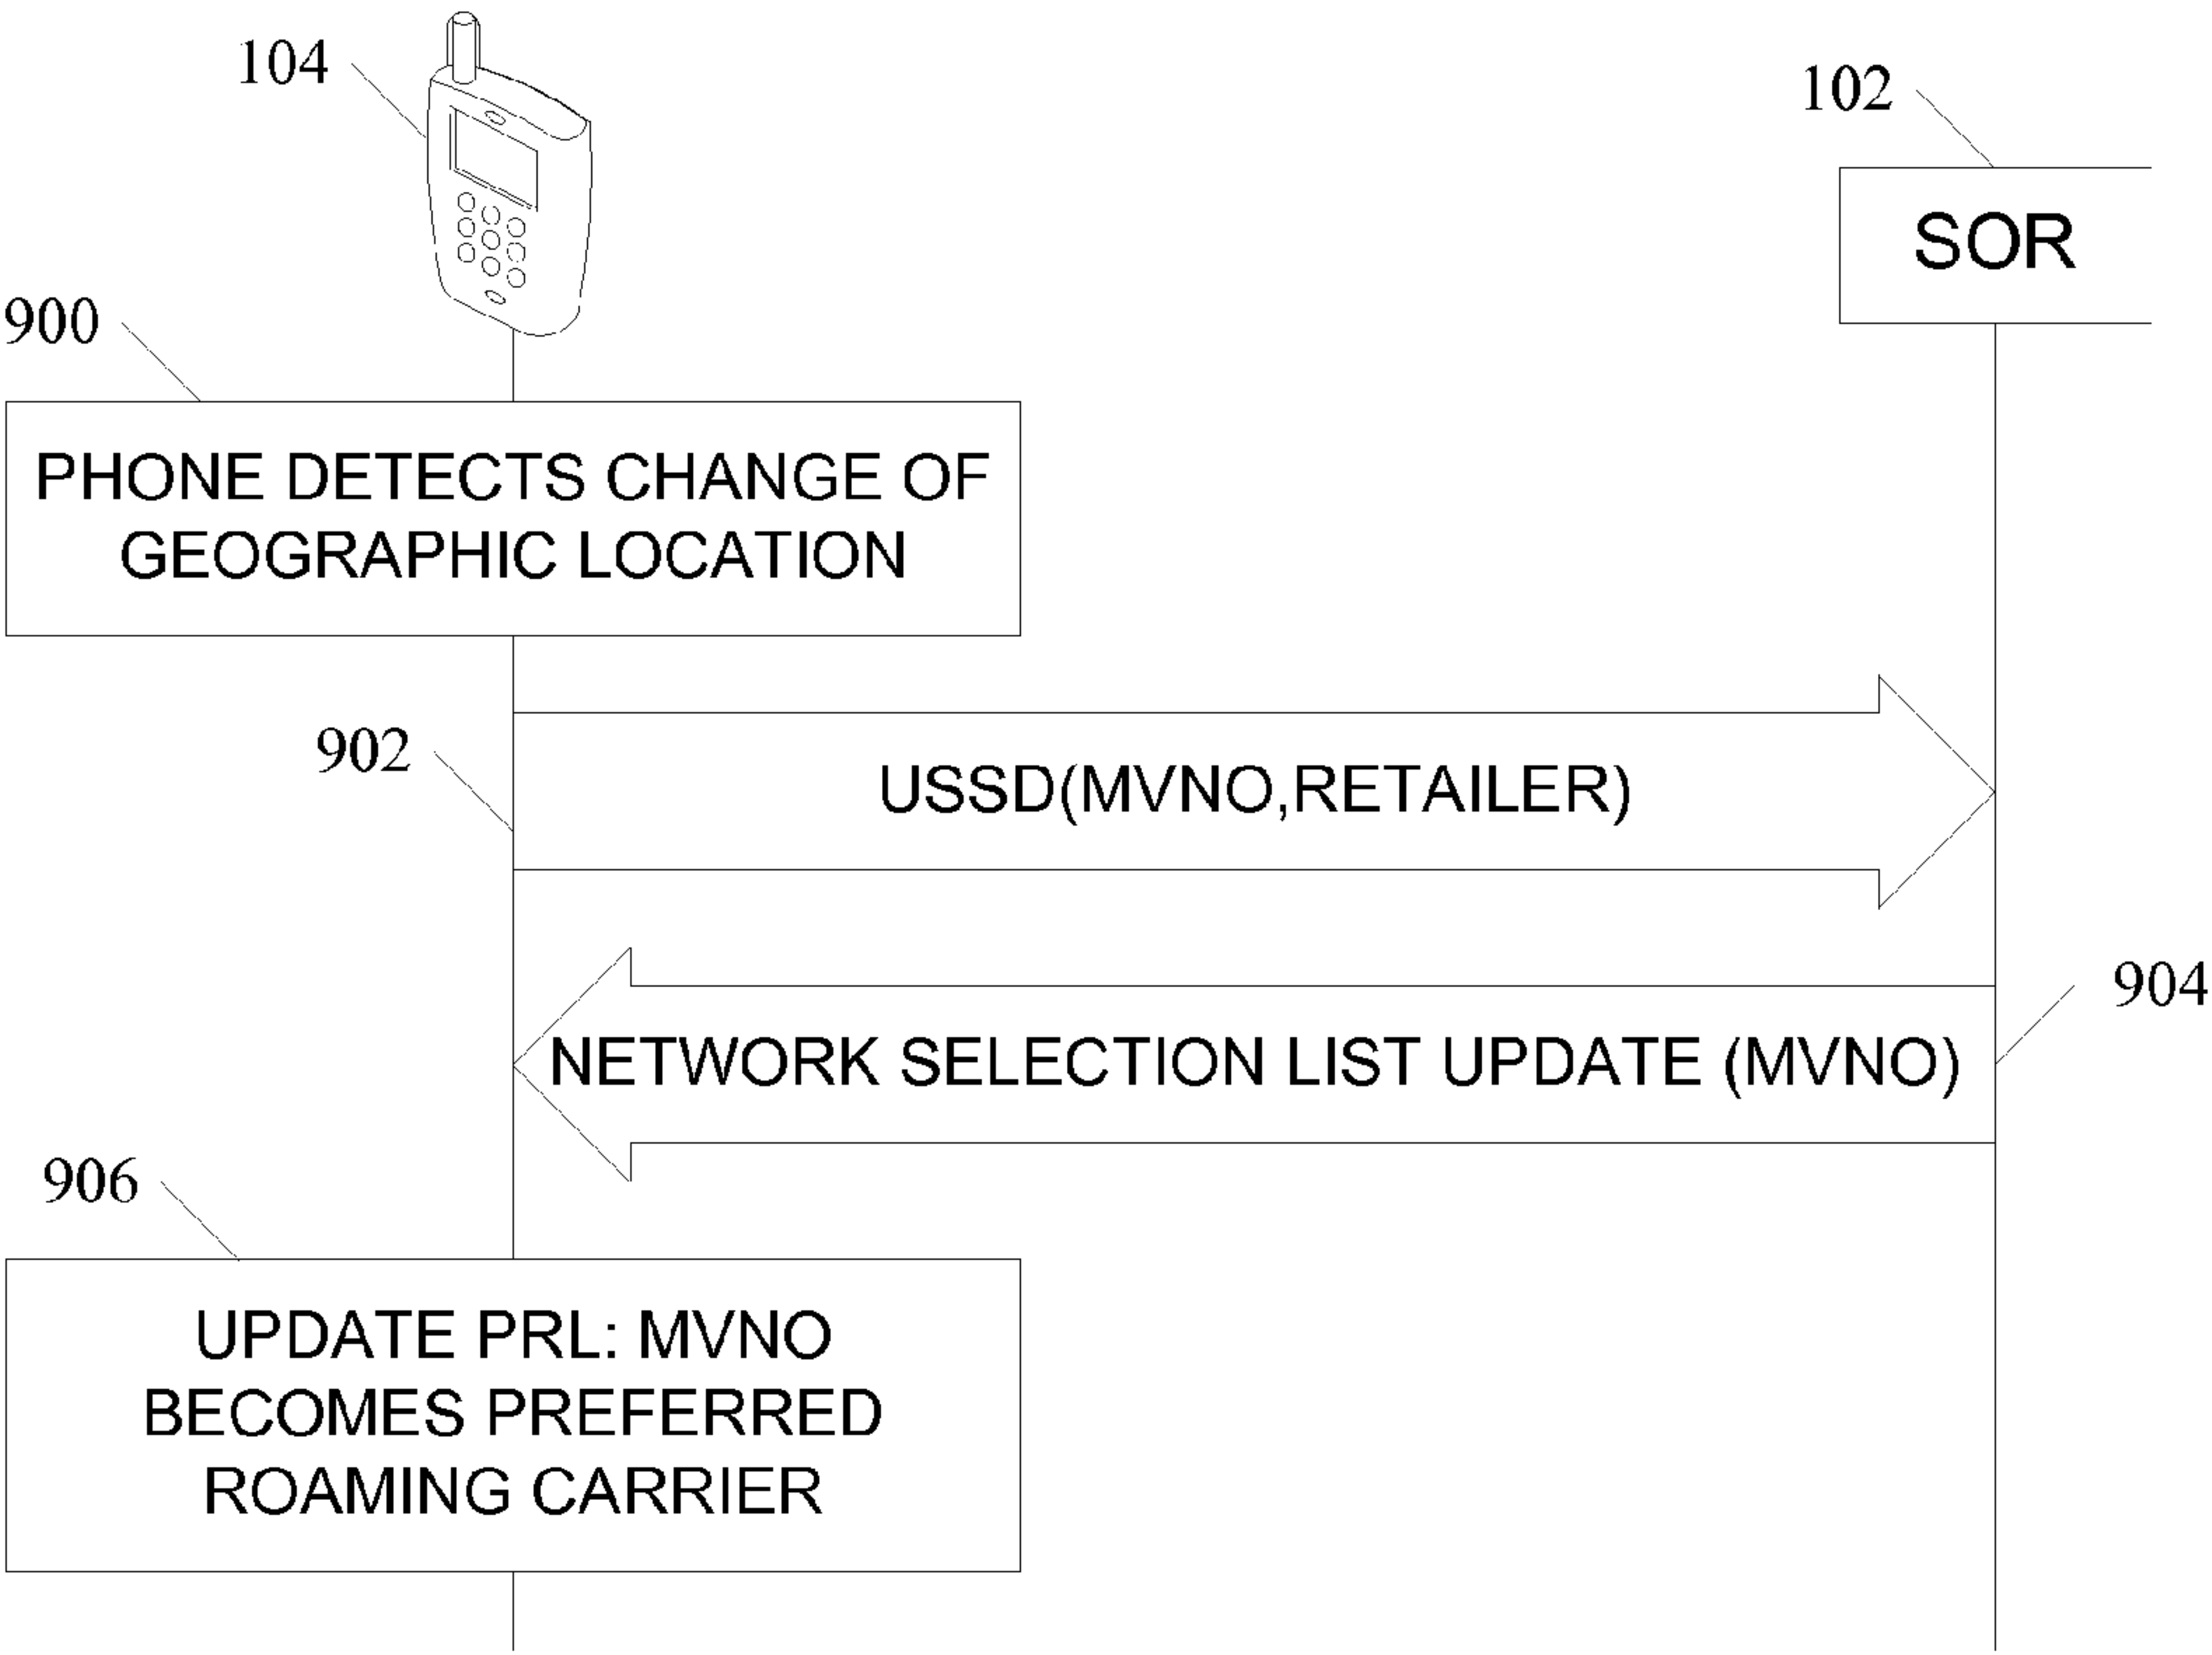 104
102
SOR
900
PHONE DETECTS CHANGE OF
GEOGRAPHIC LOCATION
902
USSD(MVNO,RETAILER)
904
NETWORK SELECTION LIST UPDATE (MVNO)
906
UPDATE PRL: MVNO
BECOMES PREFERRED
ROAMING CARRIER